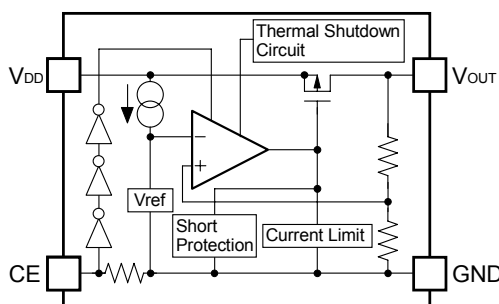 Thermal Shutdown
Circuit
VDD
VOUT
−
+
Vref
Short
Protection
Current Limit
CE
GND